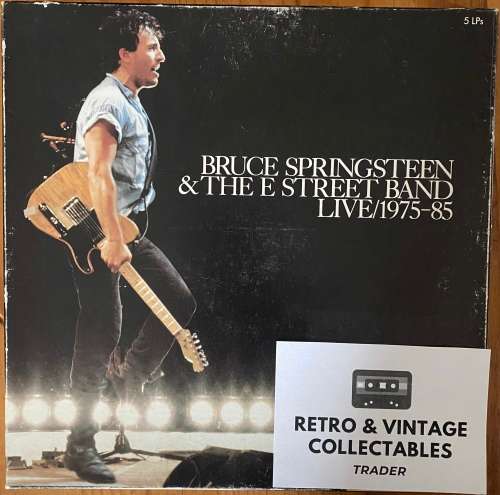 5 LPs
BRUCE SPRINGSTEEN
& THE E STREET BAND
LIVE/1975–85
RETRO & VINTAGE
COLLECTABLES
TRADER